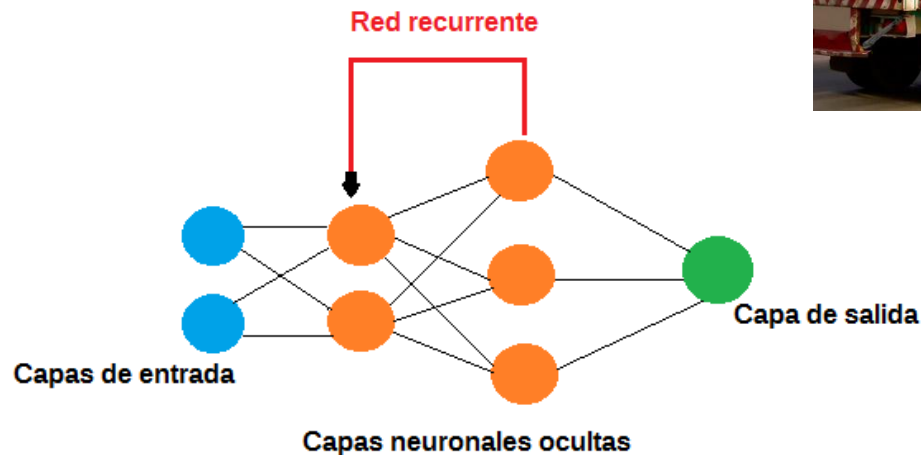 Red recurrente
Capa de salida
Capas de entrada
Capas neuronales ocultas